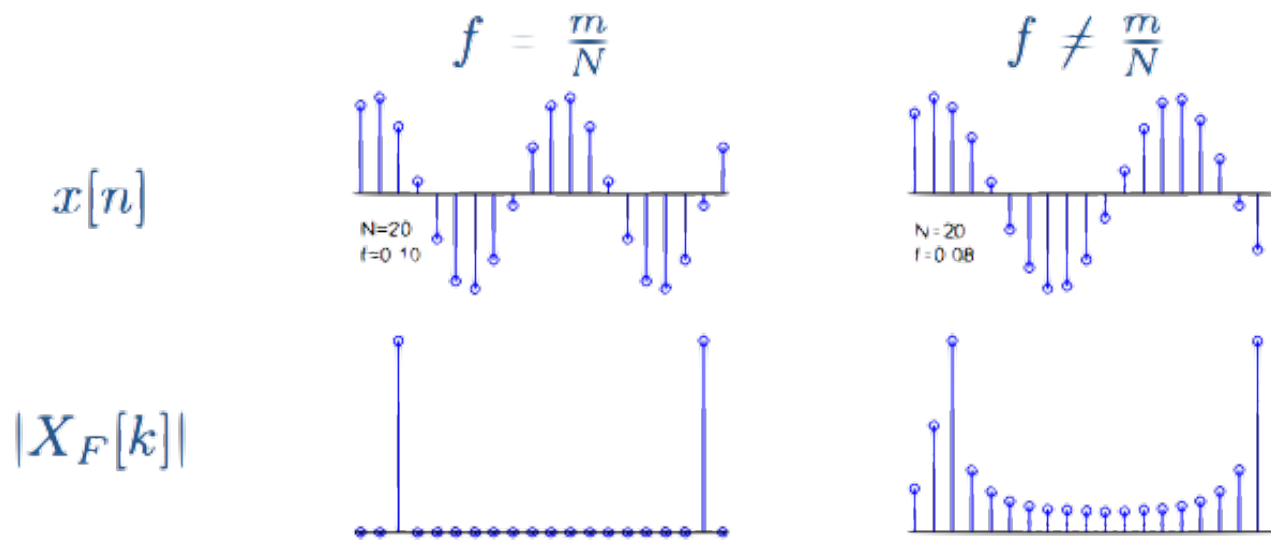 f = m/N
f ≠ m/N
x[n]
N=20
f=0.10
N=20
f=0.08
|X_F[k]|